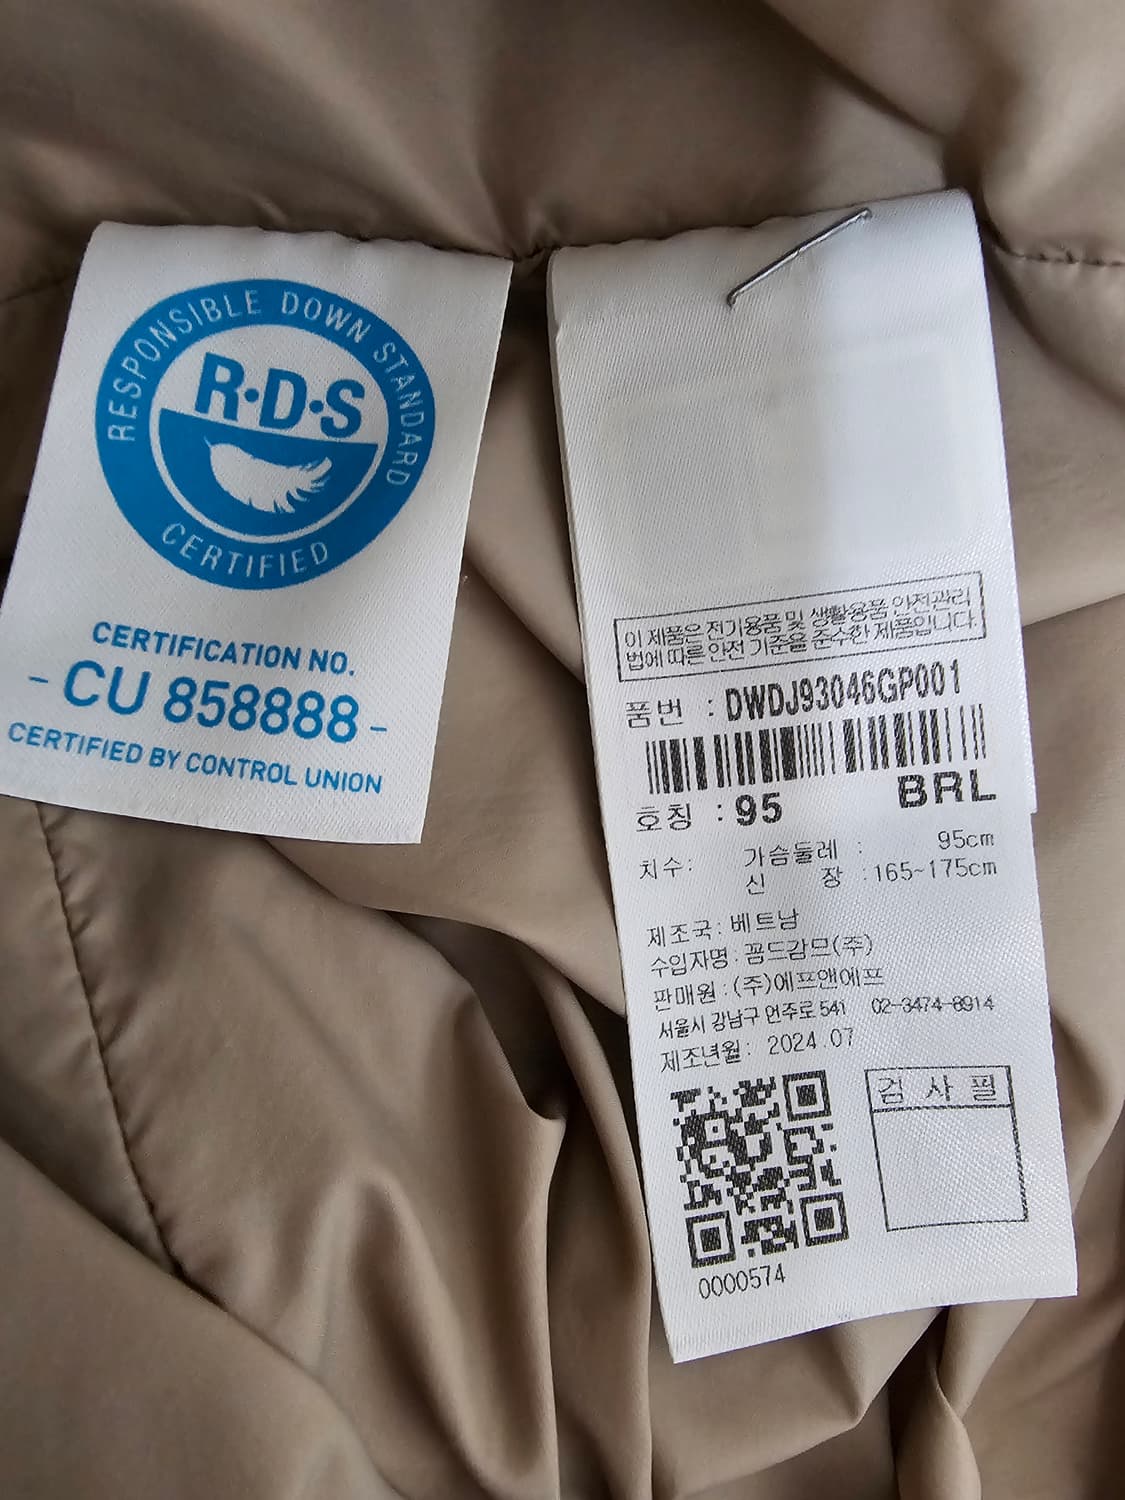 RESPONSIBLE DOWN STANDARD
R·D·S
CERTIFIED
CERTIFICATION NO.
- CU 858888 -
CERTIFIED BY CONTROL UNION
이 제품은 전기용품 및 생활용품 안전관리
법에 따른 안전 기준을 준수한 제품입니다.
품번 : DWDJ93046GP001
호칭 : 95 BRL
치수: 가슴둘레 : 95cm
신 장 : 165~175cm
제조국: 베트남
수입자명: 꼼드감므(주)
판매원 : (주)에프앤에프
서울시 강남구 언주로 541 02-3474-8914
제조년월: 2024.07
검 사 필
0000574